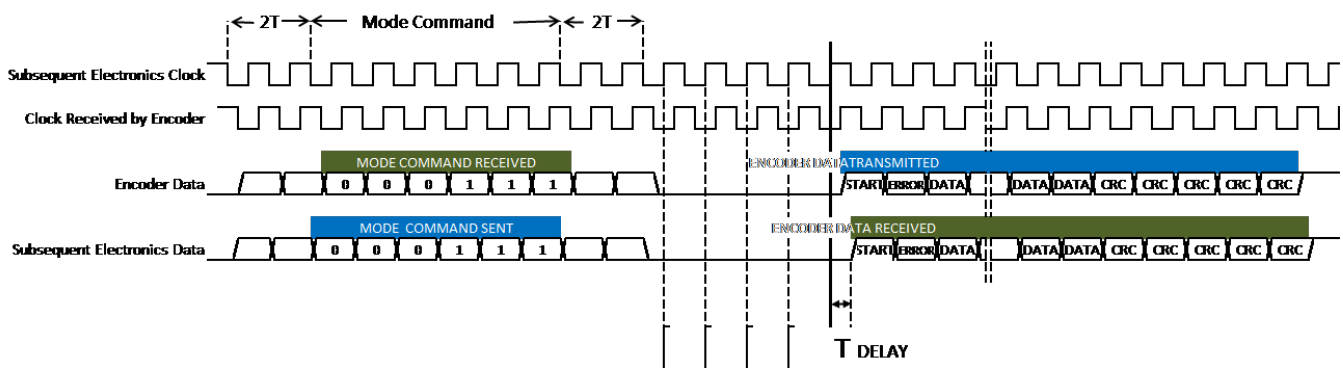 2T Mode Command 2T
Subsequent Electronics Clock
Clock Received by Encoder
MODE COMMAND RECEIVED ENCODER DATATRANSMITTED
Encoder Data 0 0 0 1 1 1 START ERROR DATA DATA DATA CRC CRC CRC CRC CRC
MODE COMMAND SENT ENCODER DATA RECEIVED
Subsequent Electronics Data 0 0 0 1 1 1 START ERROR DATA DATA DATA CRC CRC CRC CRC CRC
T DELAY